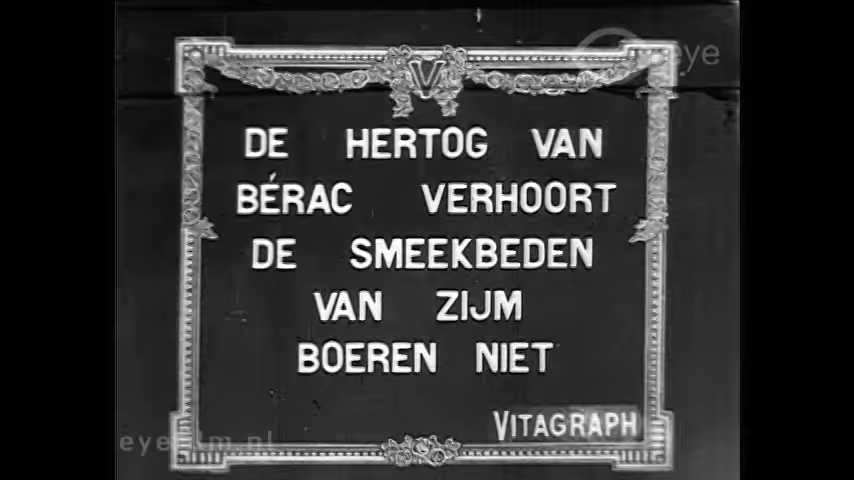 eye
V
DE HERTOG VAN
BÉRAC VERHOORT
DE SMEEKBEDEN
VAN ZIJM
BOEREN NIET
VITAGRAPH
eyefilm.nl